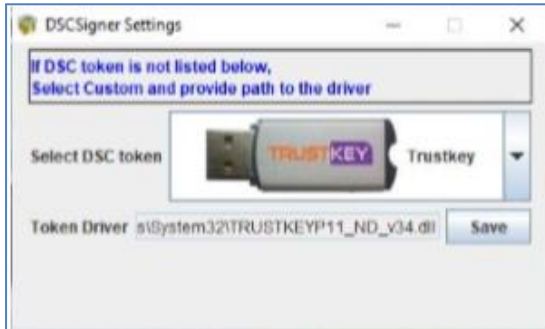 DSCSigner Settings
If DSC token is not listed below,
Select Custom and provide path to the driver
Select DSC token
TRUSTKEY
Trustkey
Token Driver s\System32\TRUSTKEYP11_ND_v34.dll
Save